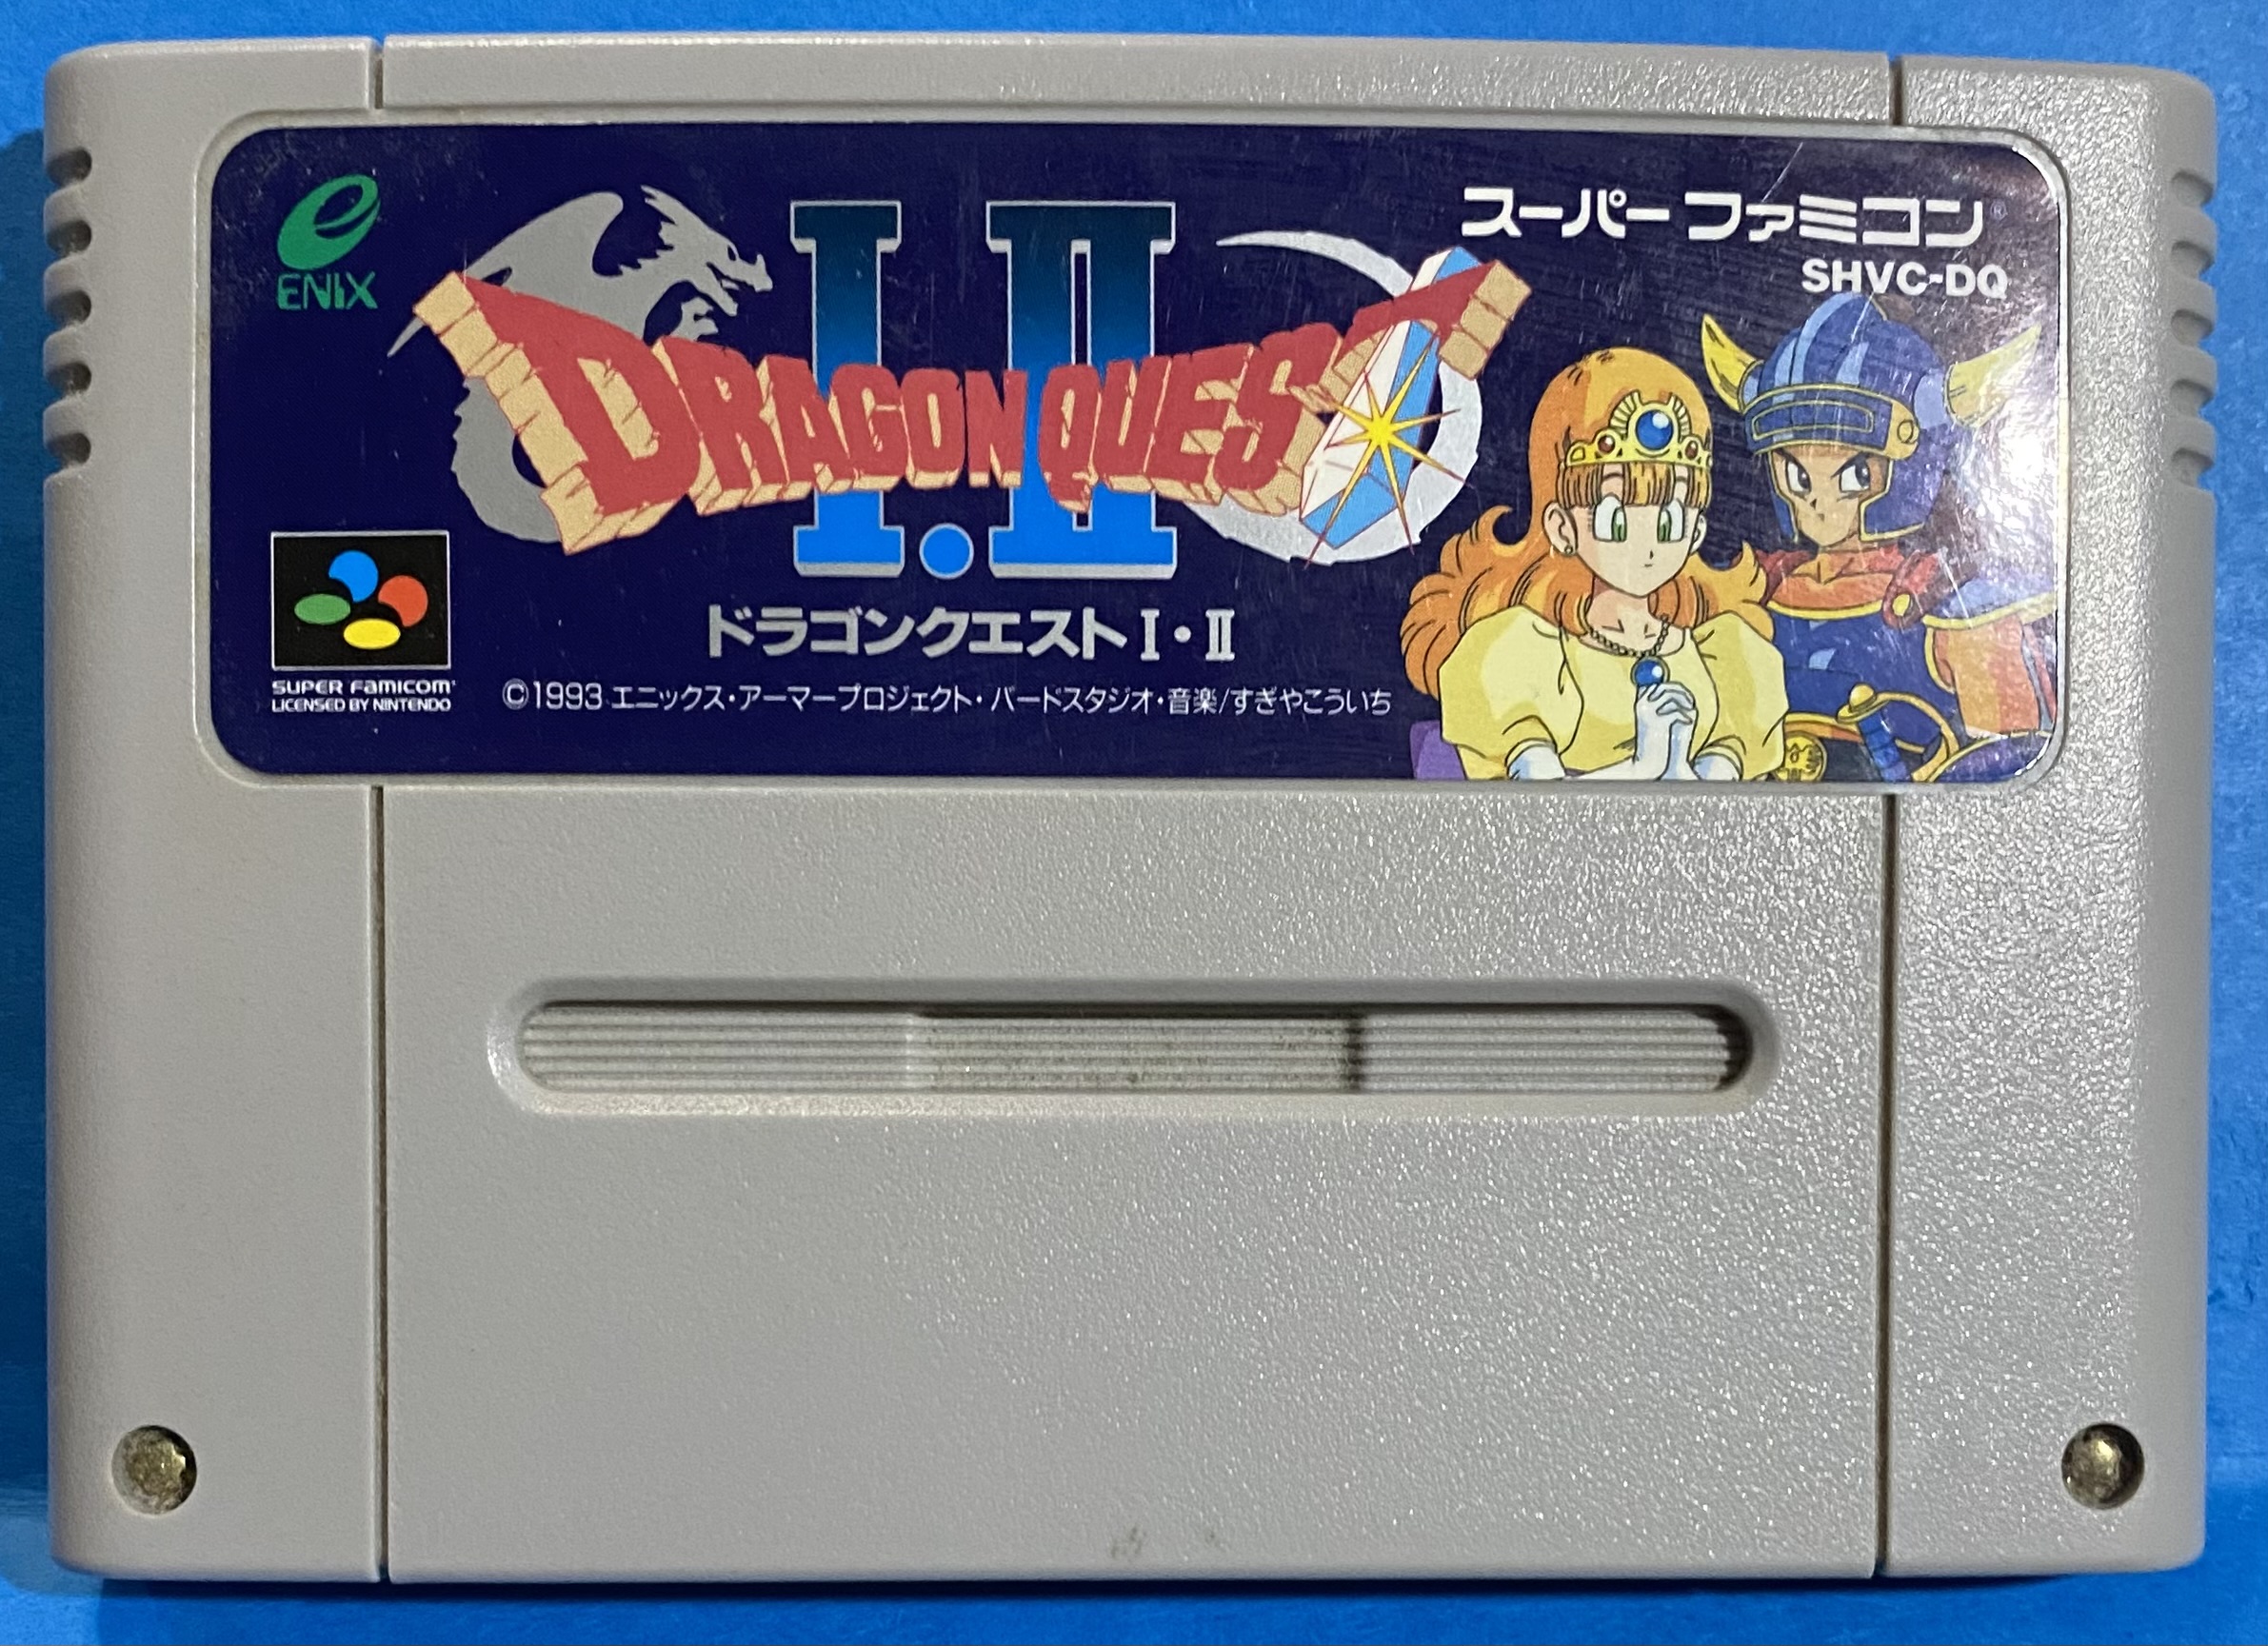 ENIX
I・II
DRAGON QUEST
スーパーファミコン®
SHVC-DQ
ドラゴンクエストI・II
SUPER FAMICOM
LICENSED BY NINTENDO
©1993 エニックス・アーマープロジェクト・バードスタジオ・音楽/すぎやこういち